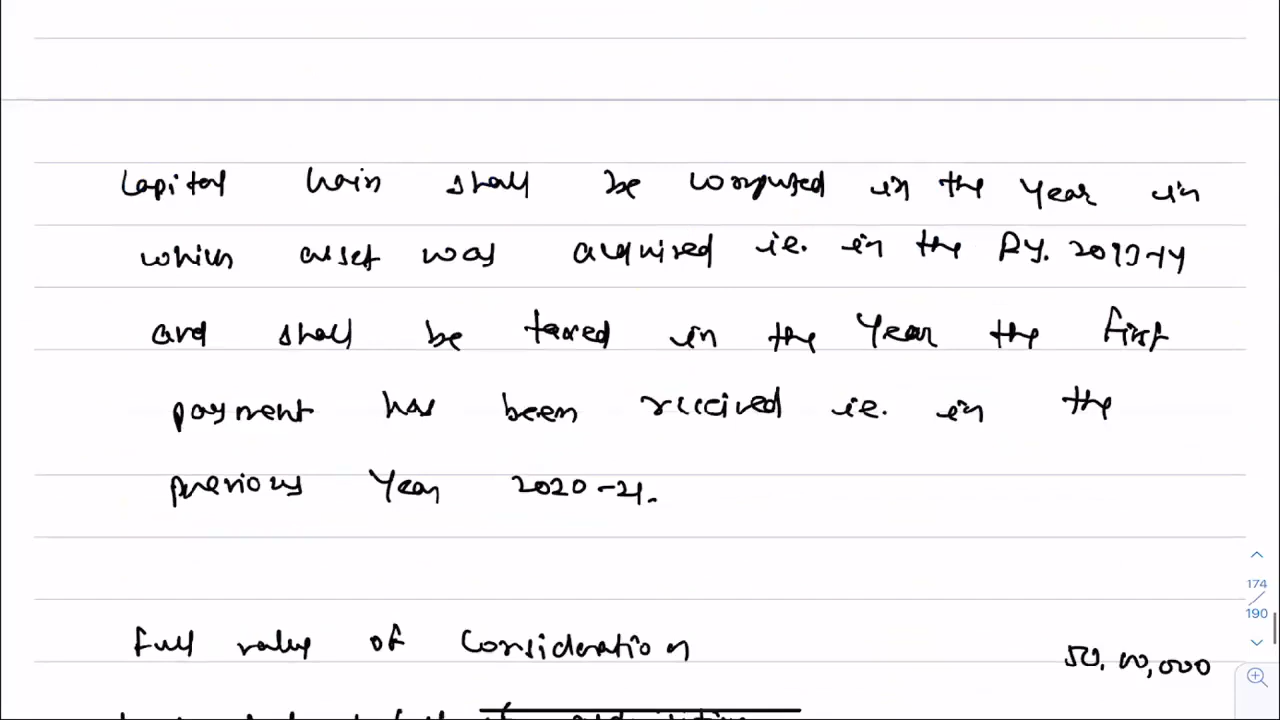 Capital Gain shall be computed in the Year in
which asset was acquired i.e. in the P.Y. 2013-14
and shall be taxed in the Year the first
payment has been received i.e. in the
previous Year 2020-21.
174
190
Full value of Consideration 50,00,000